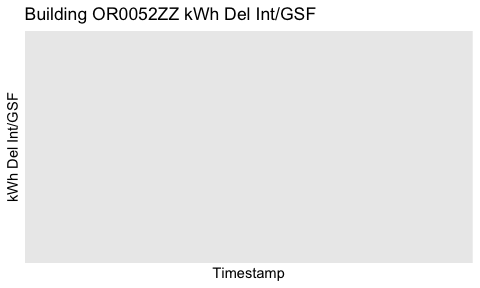 Building OR0052ZZ kWh Del Int/GSF
kWh Del Int/GSF
Timestamp